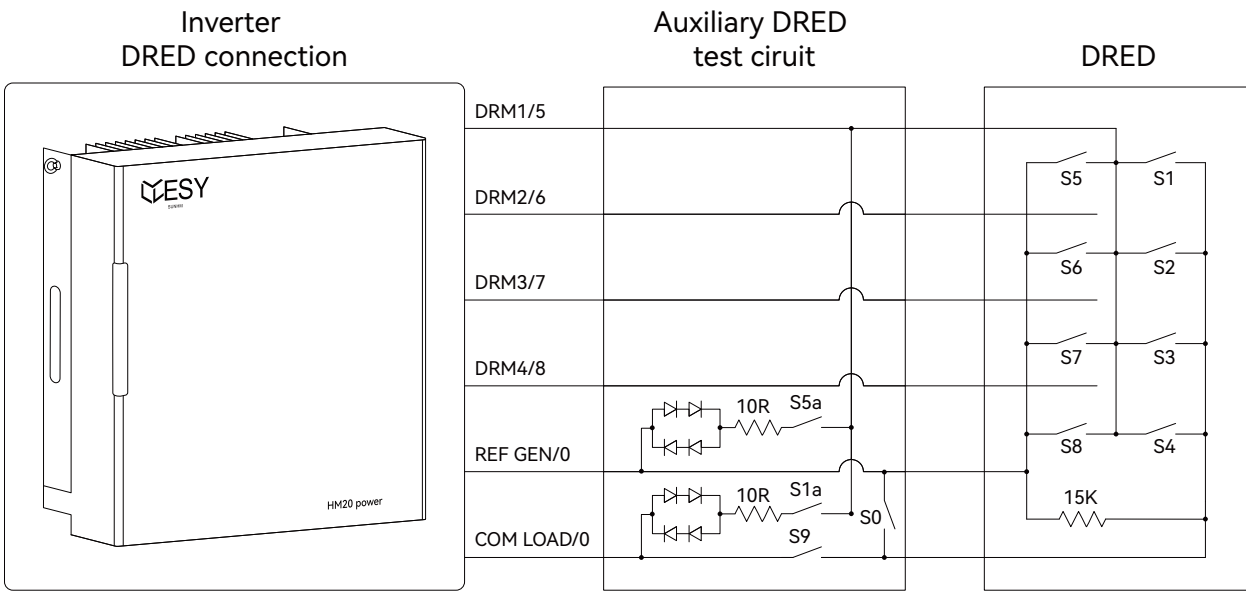 Inverter
DRED connection
Auxiliary DRED
test ciruit
DRED
DRM1/5
DRM2/6
DRM3/7
DRM4/8
REF GEN/0
COM LOAD/0
ESY
SUNHOME
HM20 power
10R
S5a
10R
S1a
S0
S9
S5
S1
S6
S2
S7
S3
S8
S4
15K